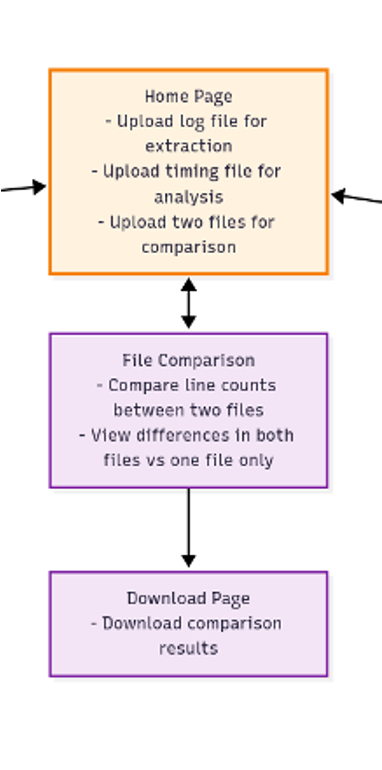 Home Page
- Upload log file for
extraction
- Upload timing file for
analysis
- Upload two files for
comparison
File Comparison
- Compare line counts
between two files
- View differences in both
files vs one file only
Download Page
- Download comparison
results